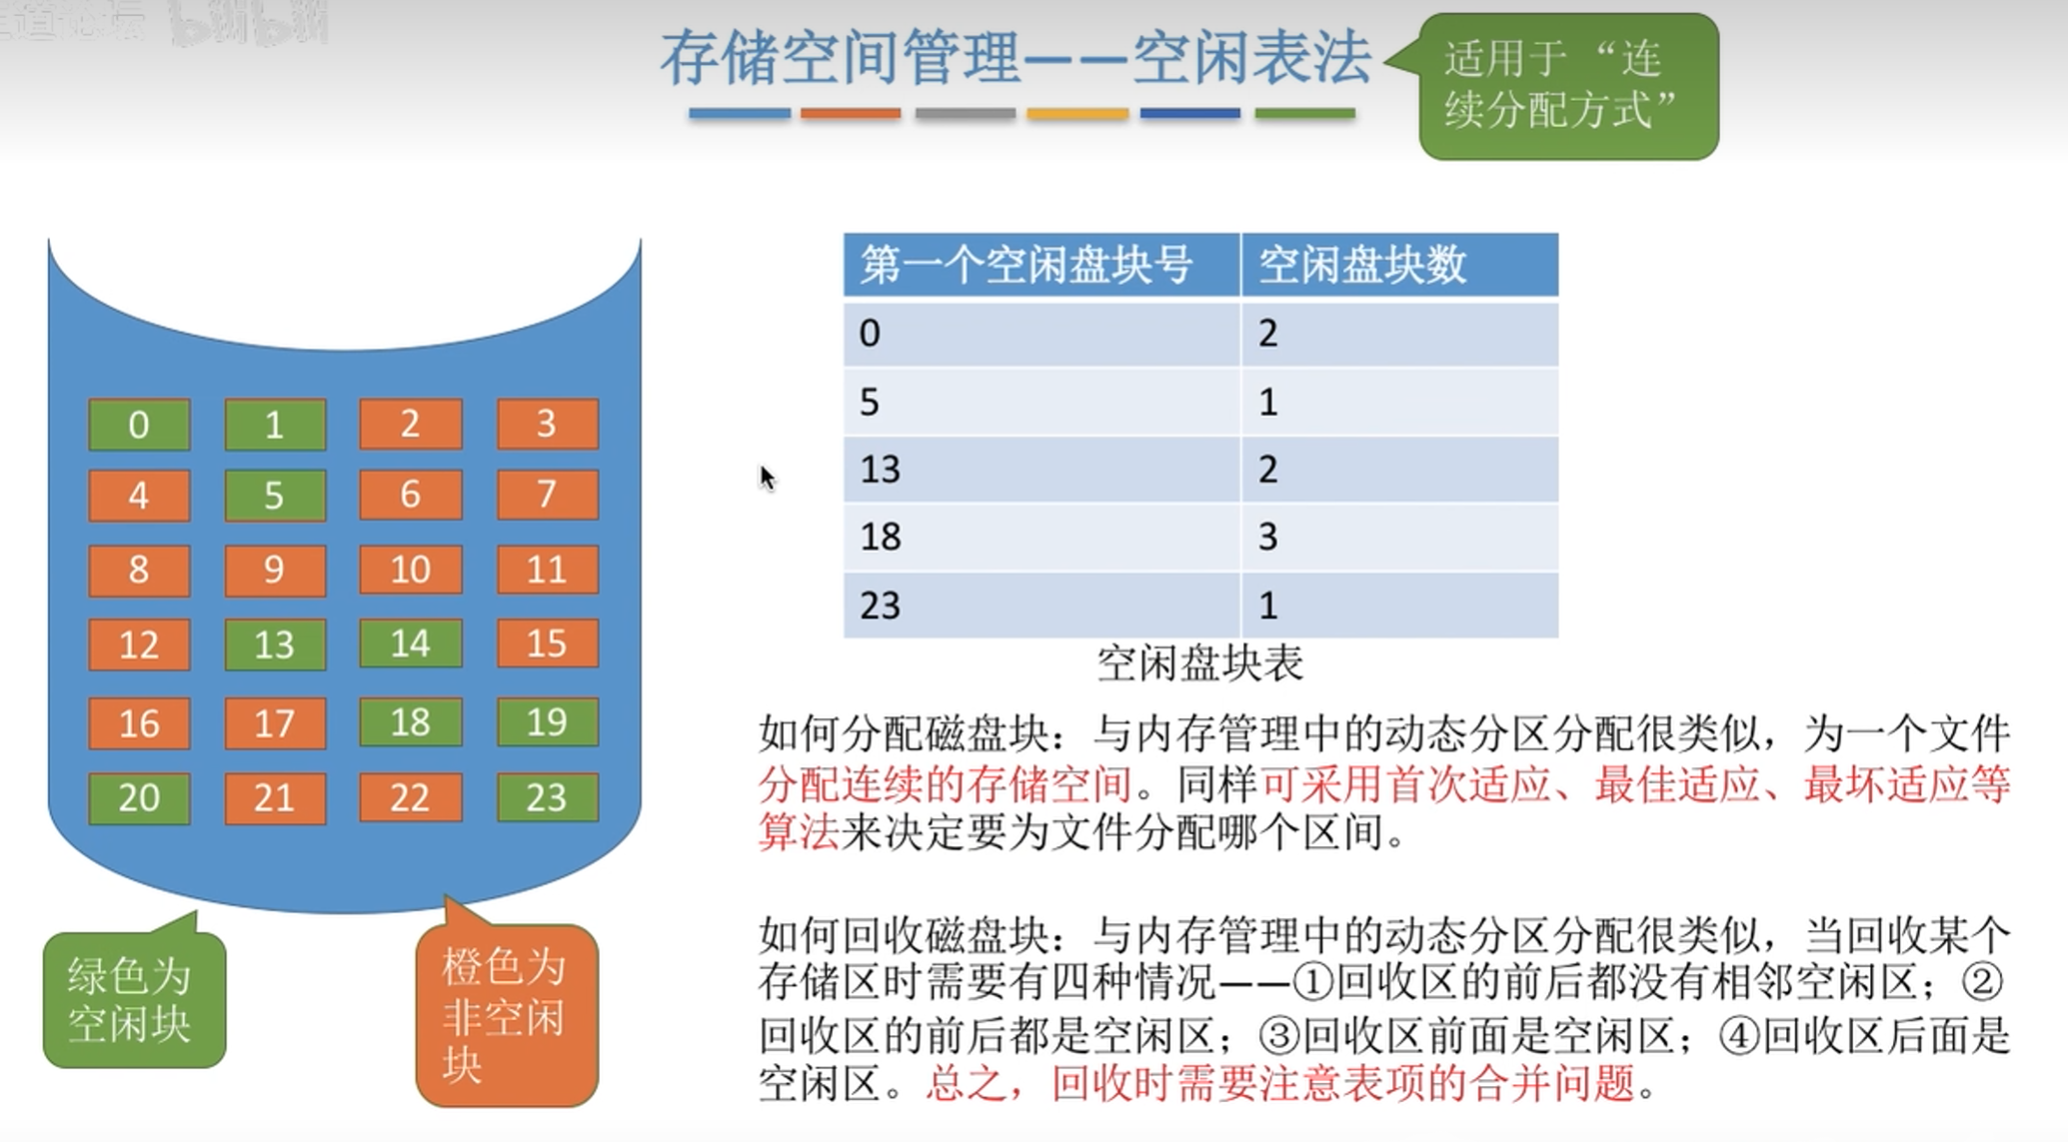 bilibili
存储空间管理——空闲表法
适用于 “连
续分配方式”
0 1 2 3
4 5 6 7
8 9 10 11
12 13 14 15
16 17 18 19
20 21 22 23
绿色为
空闲块
橙色为
非空闲
块
第一个空闲盘块号 空闲盘块数
0 2
5 1
13 2
18 3
23 1
空闲盘块表
如何分配磁盘块：与内存管理中的动态分区分配很类似，为一个文件
分配连续的存储空间。同样可采用首次适应、最佳适应、最坏适应等
算法来决定要为文件分配哪个区间。
如何回收磁盘块：与内存管理中的动态分区分配很类似，当回收某个
存储区时需要有四种情况——①回收区的前后都没有相邻空闲区；②
回收区的前后都是空闲区；③回收区前面是空闲区；④回收区后面是
空闲区。总之，回收时需要注意表项的合并问题。